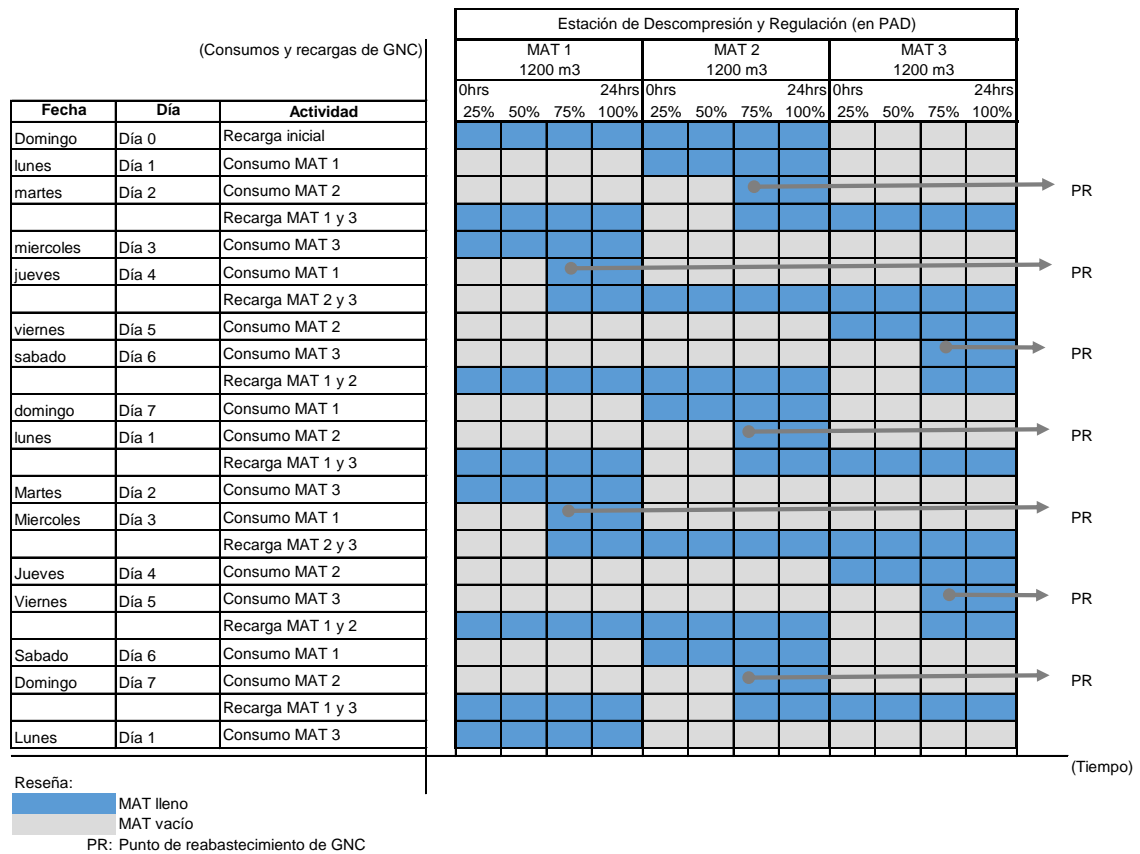 Estación de Descompresión y Regulación (en PAD)
(Consumos y recargas de GNC) MAT 1 MAT 2 MAT 3
1200 m3 1200 m3 1200 m3
0hrs 24hrs 0hrs 24hrs 0hrs 24hrs
Fecha Día Actividad 25% 50% 75% 100% 25% 50% 75% 100% 25% 50% 75% 100%
Domingo Día 0 Recarga inicial
lunes Día 1 Consumo MAT 1
martes Día 2 Consumo MAT 2 PR
Recarga MAT 1 y 3
miercoles Día 3 Consumo MAT 3
jueves Día 4 Consumo MAT 1 PR
Recarga MAT 2 y 3
viernes Día 5 Consumo MAT 2
sabado Día 6 Consumo MAT 3 PR
Recarga MAT 1 y 2
domingo Día 7 Consumo MAT 1
lunes Día 1 Consumo MAT 2 PR
Recarga MAT 1 y 3
Martes Día 2 Consumo MAT 3
Miercoles Día 3 Consumo MAT 1 PR
Recarga MAT 2 y 3
Jueves Día 4 Consumo MAT 2
Viernes Día 5 Consumo MAT 3 PR
Recarga MAT 1 y 2
Sabado Día 6 Consumo MAT 1
Domingo Día 7 Consumo MAT 2 PR
Recarga MAT 1 y 3
Lunes Día 1 Consumo MAT 3
(Tiempo)
Reseña:
MAT lleno
MAT vacío
PR: Punto de reabastecimiento de GNC